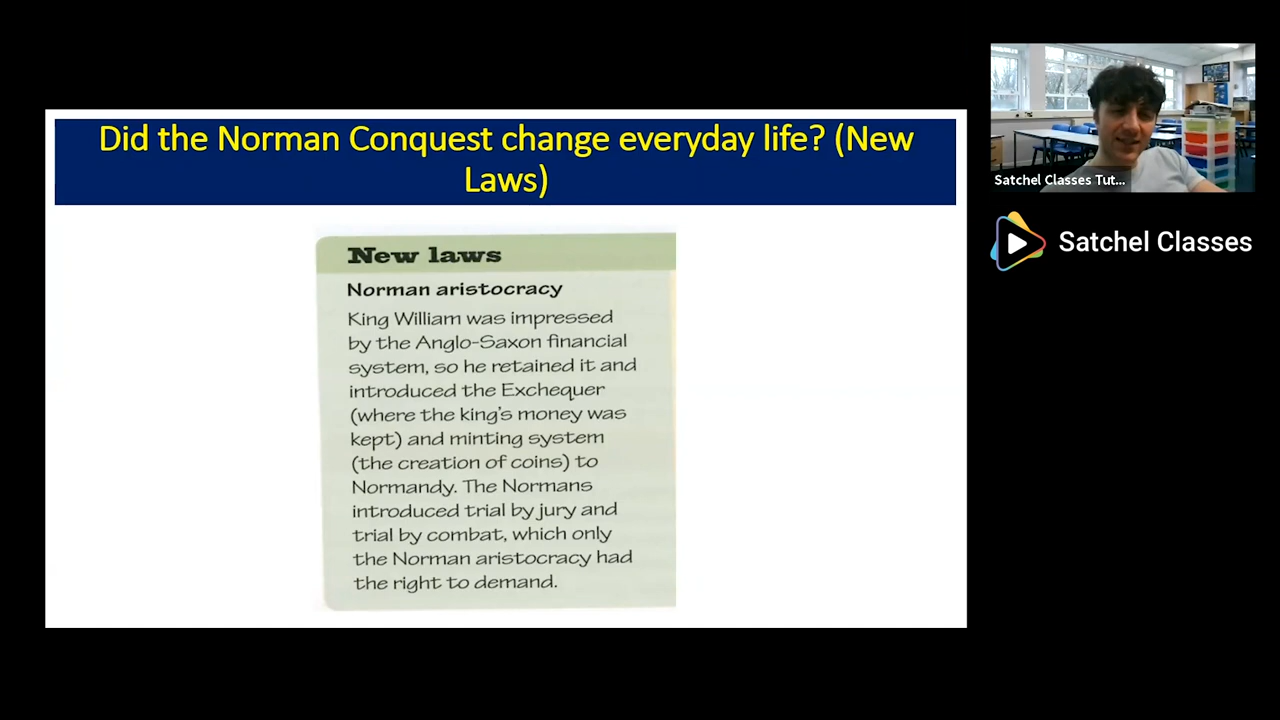 Did the Norman Conquest change everyday life? (New
Laws)
New laws
Norman aristocracy
King William was impressed
by the Anglo-Saxon financial
system, so he retained it and
introduced the Exchequer
(where the king's money was
kept) and minting system
(the creation of coins) to
Normandy. The Normans
introduced trial by jury and
trial by combat, which only
the Norman aristocracy had
the right to demand.
Satchel Classes Tut...
Satchel Classes